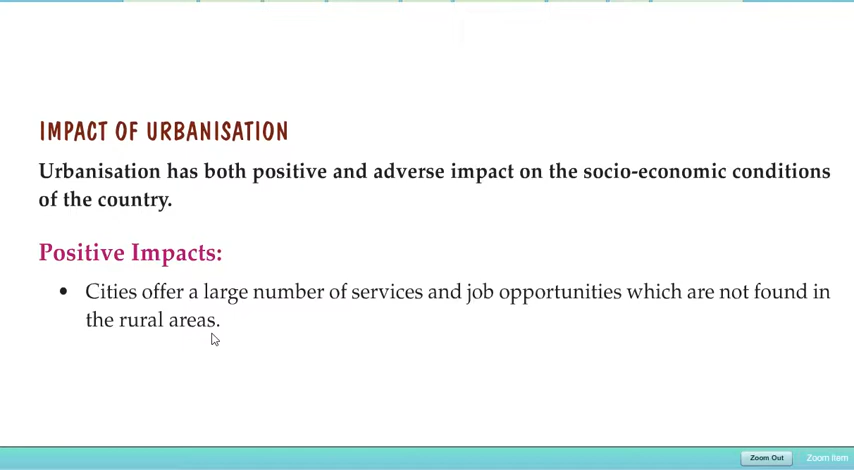 IMPACT OF URBANISATION
Urbanisation has both positive and adverse impact on the socio-economic conditions
of the country.
Positive Impacts:
• Cities offer a large number of services and job opportunities which are not found in
the rural areas.
Zoom Out Zoom Item